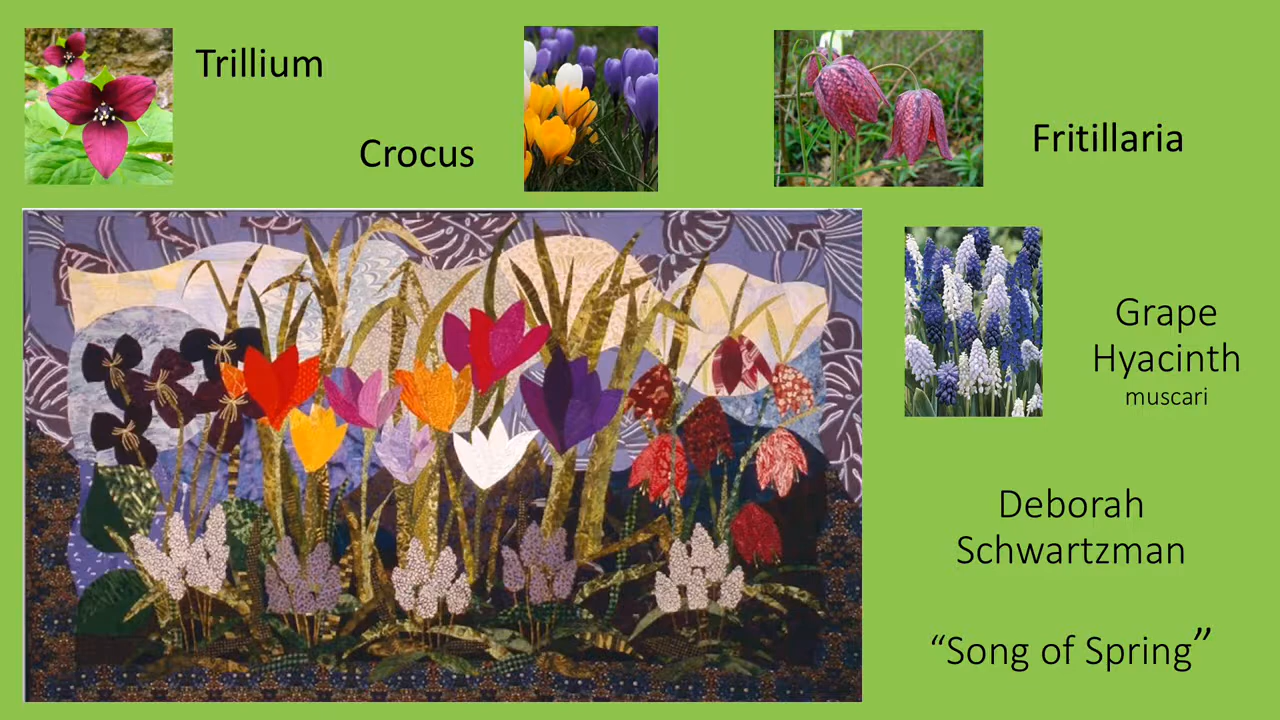 Trillium
Crocus
Fritillaria
Grape
Hyacinth
muscari
Deborah
Schwartzman
“Song of Spring”